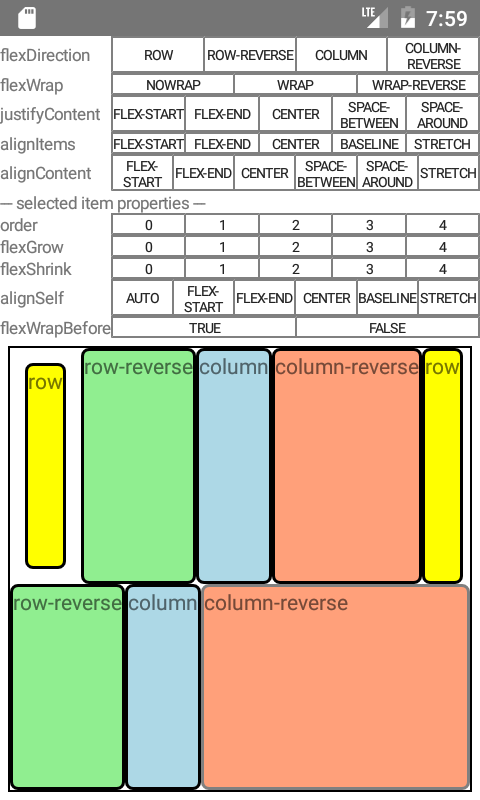 LTE 7:59
flexDirection ROW ROW-REVERSE COLUMN COLUMN-
REVERSE
flexWrap NOWRAP WRAP WRAP-REVERSE
justifyContent FLEX-START FLEX-END CENTER SPACE-
BETWEEN SPACE-
AROUND
alignItems FLEX-START FLEX-END CENTER BASELINE STRETCH
alignContent FLEX-
START FLEX-END CENTER SPACE-
BETWEEN SPACE-
AROUND STRETCH
— selected item properties —
order 0 1 2 3 4
flexGrow 0 1 2 3 4
flexShrink 0 1 2 3 4
alignSelf AUTO FLEX-
START FLEX-END CENTER BASELINE STRETCH
flexWrapBefore TRUE FALSE
row row-reverse column column-reverse row
row-reverse column column-reverse